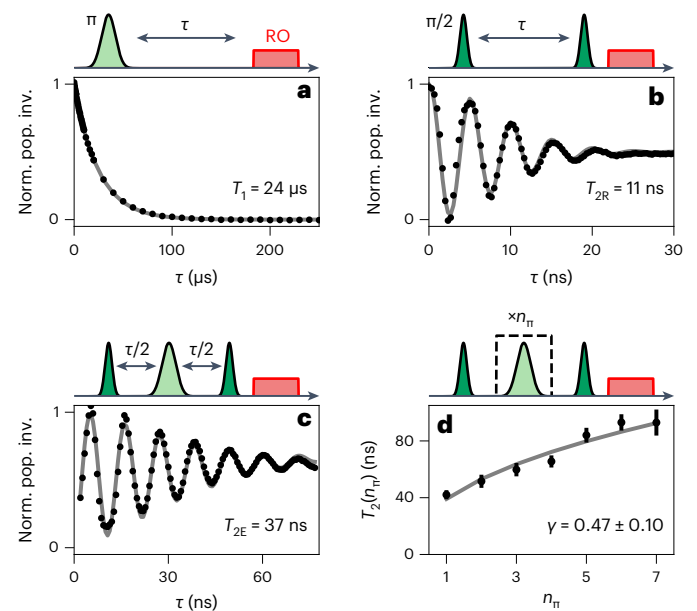 π
τ
RO
π/2
τ
a
b
1
0
Norm. pop. inv.
T1 = 24 µs
0
100
200
τ (µs)
1
0
Norm. pop. inv.
T2R = 11 ns
0
10
20
30
τ (ns)
τ/2
τ/2
×nπ
c
d
1
0
Norm. pop. inv.
T2E = 37 ns
0
30
60
τ (ns)
80
40
0
T2(nπ) (ns)
γ = 0.47 ± 0.10
1
3
5
7
nπ